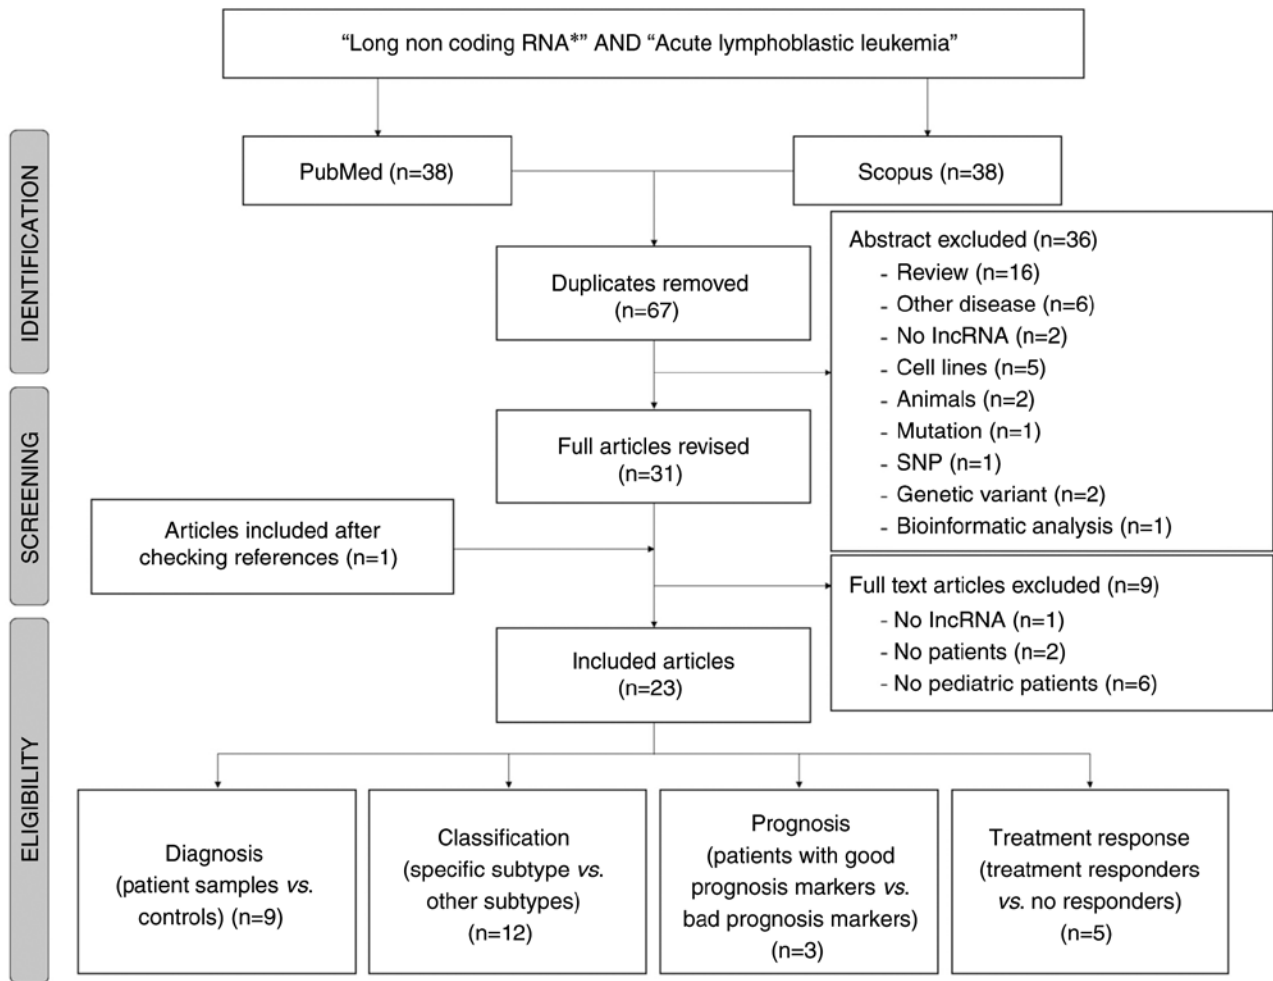 “Long non coding RNA*” AND “Acute lymphoblastic leukemia”
IDENTIFICATION
PubMed (n=38)
Scopus (n=38)
Duplicates removed
(n=67)
Abstract excluded (n=36)
- Review (n=16)
- Other disease (n=6)
- No lncRNA (n=2)
- Cell lines (n=5)
- Animals (n=2)
- Mutation (n=1)
- SNP (n=1)
- Genetic variant (n=2)
- Bioinformatic analysis (n=1)
SCREENING
Full articles revised
(n=31)
Articles included after
checking references (n=1)
Full text articles excluded (n=9)
- No lncRNA (n=1)
- No patients (n=2)
- No pediatric patients (n=6)
ELIGIBILITY
Included articles
(n=23)
Diagnosis
(patient samples vs.
controls) (n=9)
Classification
(specific subtype vs.
other subtypes)
(n=12)
Prognosis
(patients with good
prognosis markers vs.
bad prognosis markers)
(n=3)
Treatment response
(treatment responders
vs. no responders)
(n=5)